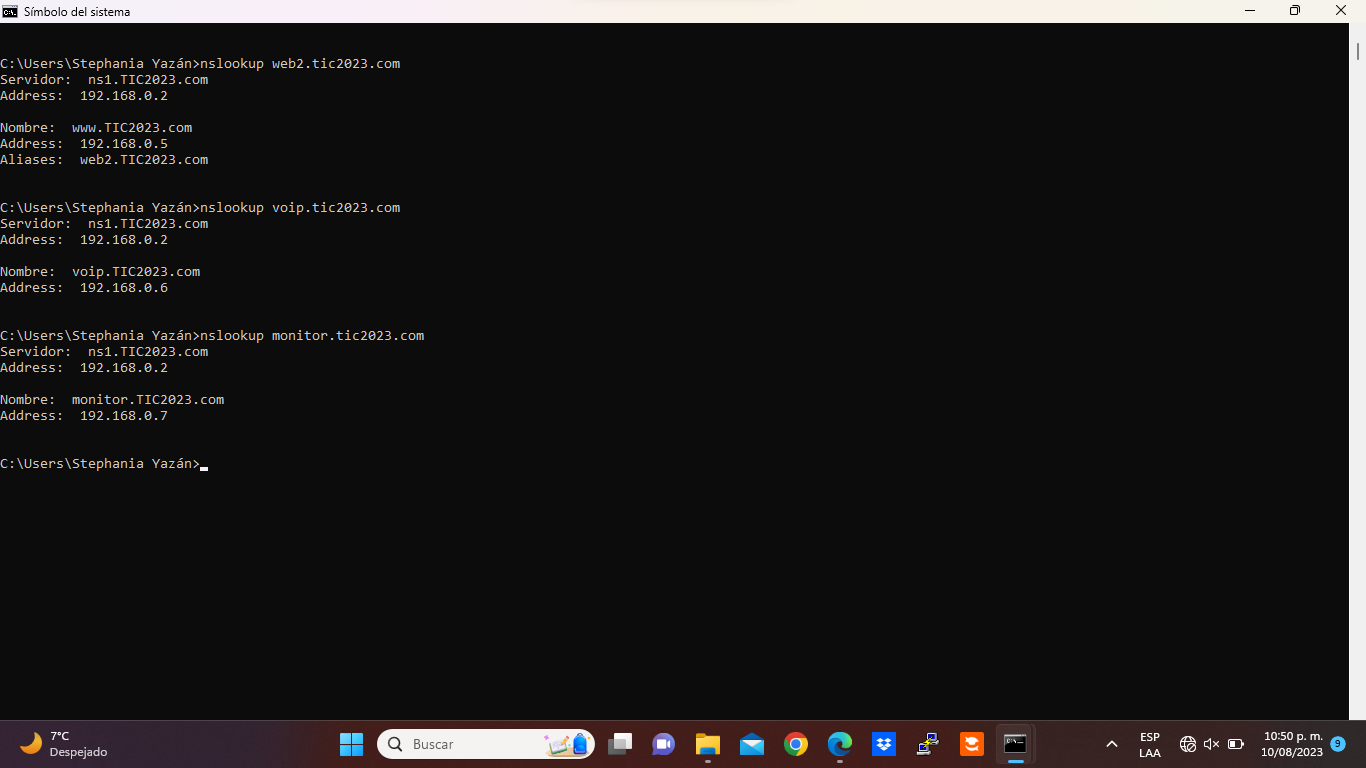 Símbolo del sistema
C:\Users\Stephania Yazán>nslookup web2.tic2023.com
Servidor:  ns1.TIC2023.com
Address:  192.168.0.2
Nombre:  www.TIC2023.com
Address:  192.168.0.5
Aliases:  web2.TIC2023.com
C:\Users\Stephania Yazán>nslookup voip.tic2023.com
Servidor:  ns1.TIC2023.com
Address:  192.168.0.2
Nombre:  voip.TIC2023.com
Address:  192.168.0.6
C:\Users\Stephania Yazán>nslookup monitor.tic2023.com
Servidor:  ns1.TIC2023.com
Address:  192.168.0.2
Nombre:  monitor.TIC2023.com
Address:  192.168.0.7
C:\Users\Stephania Yazán>
7°C
Despejado
Buscar
ESP
LAA
10:50 p. m.
10/08/2023
9